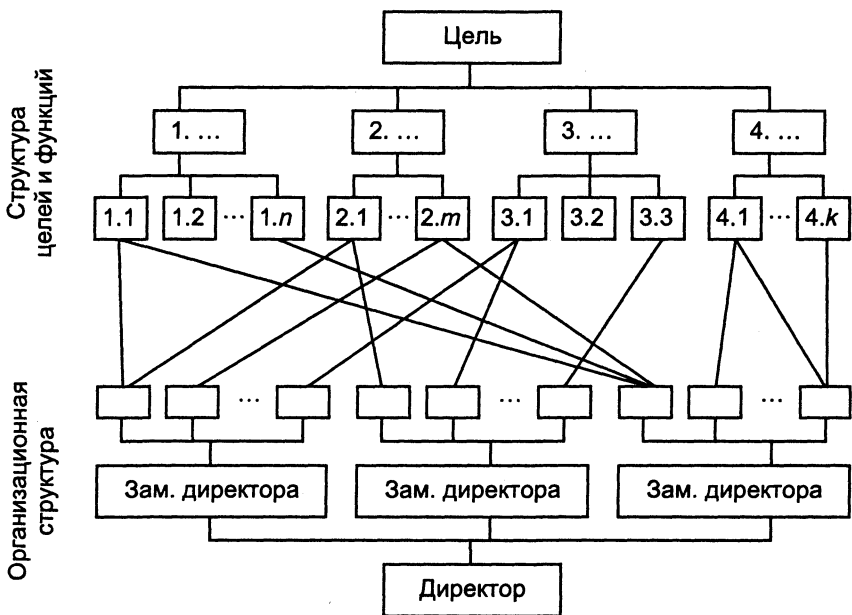 Цель
Структура
целей и функций
1. ...
2. ...
3. ...
4. ...
1.1
1.2
...
1.n
2.1
...
2.m
3.1
3.2
3.3
4.1
...
4.k
Организационная
структура
...
...
...
Зам. директора
Зам. директора
Зам. директора
Директор